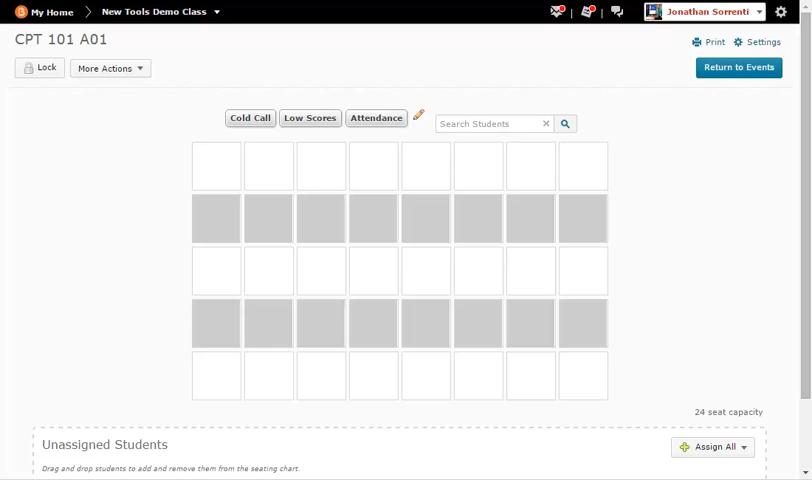 My Home
New Tools Demo Class
Jonathan Sorrenti
CPT 101 A01
Print
Settings
Lock
More Actions
Return to Events
Cold Call
Low Scores
Attendance
Search Students
24 seat capacity
Unassigned Students
Assign All
Drag and drop students to add and remove them from the seating chart.